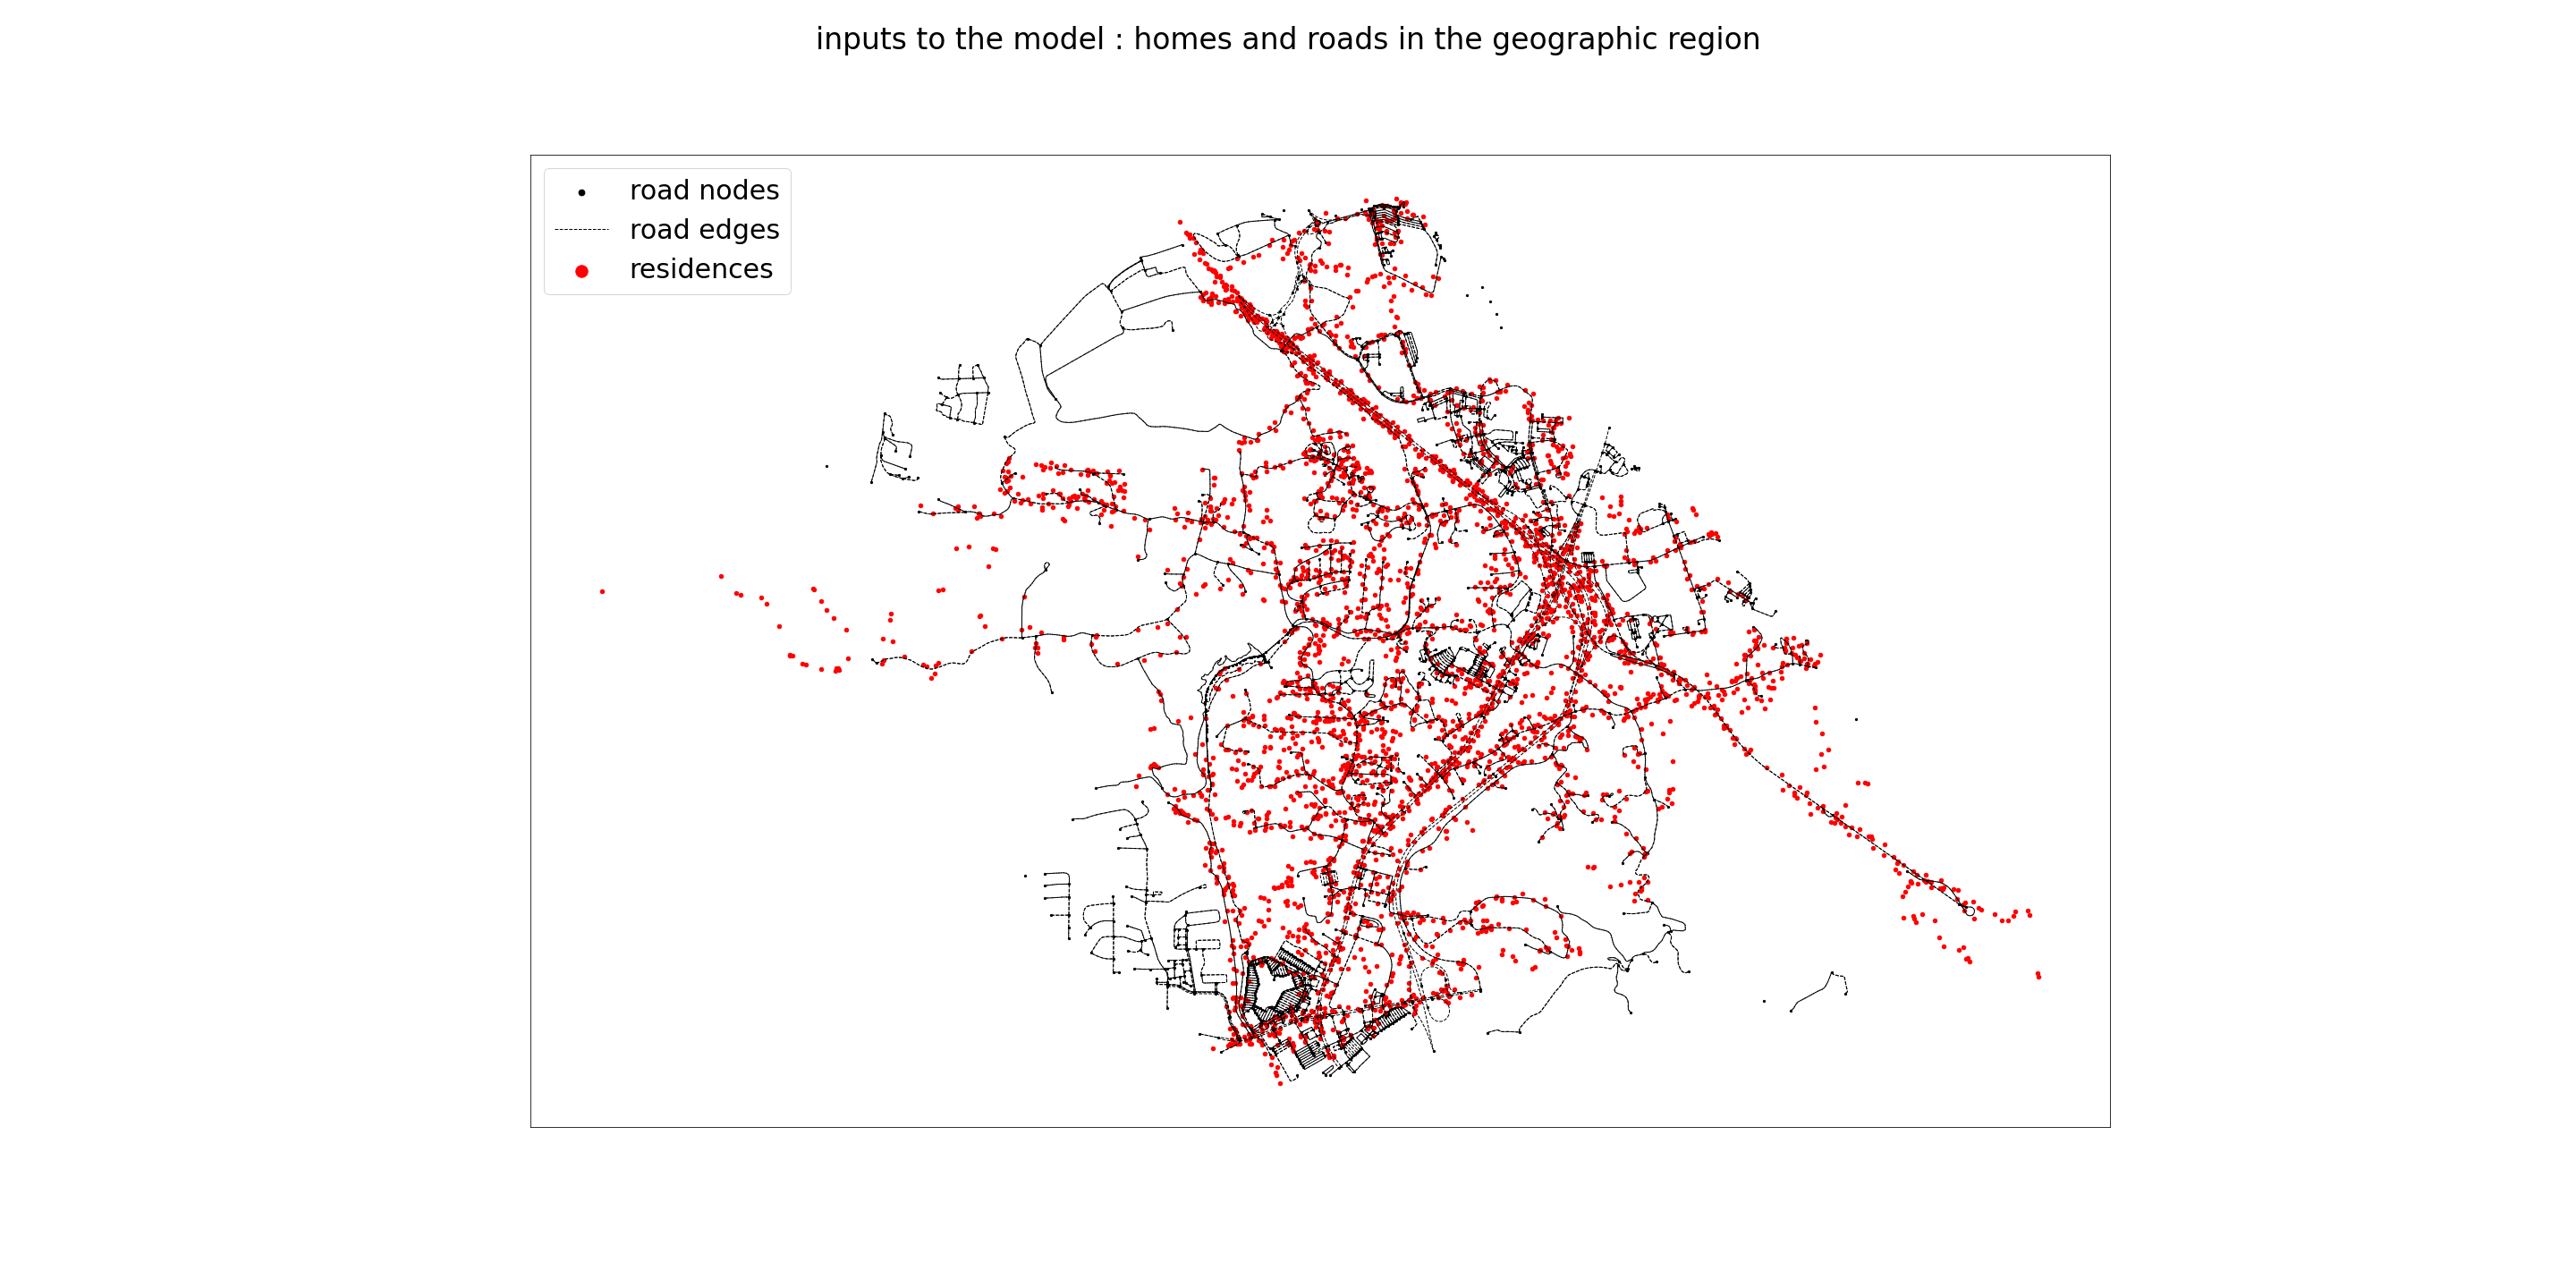 inputs to the model : homes and roads in the geographic region
road nodes
road edges
residences